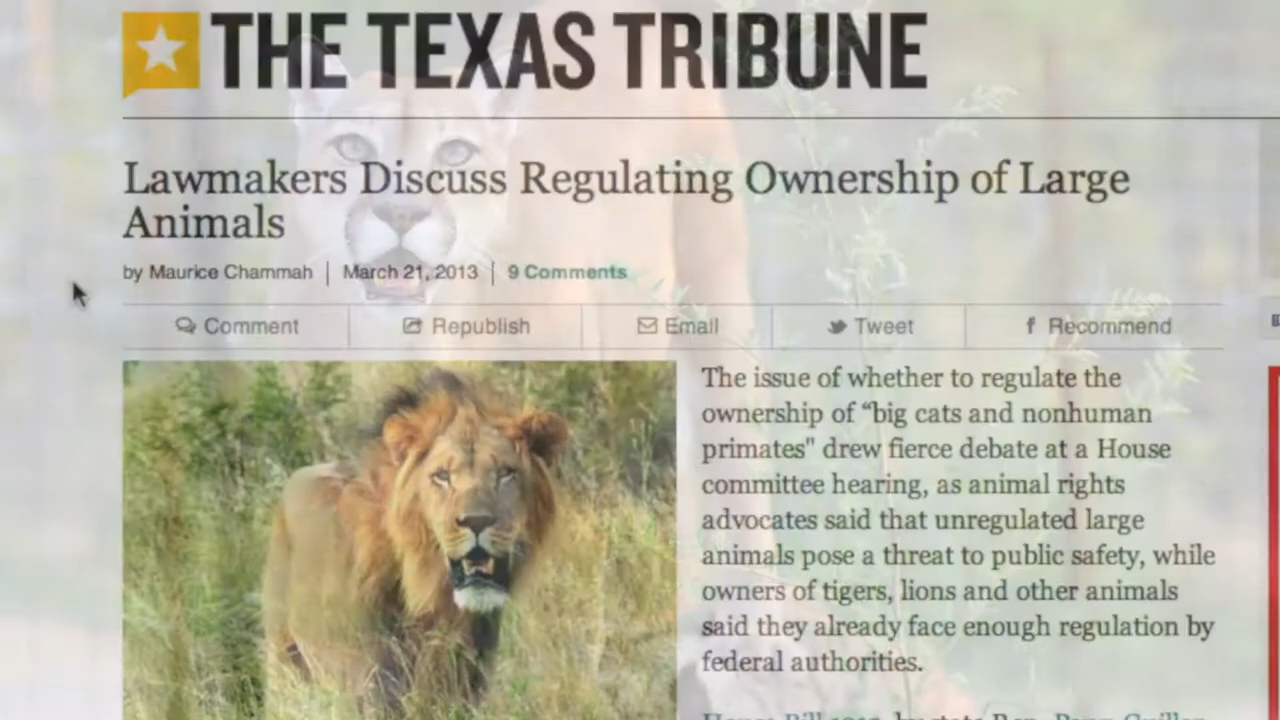 THE TEXAS TRIBUNE
Lawmakers Discuss Regulating Ownership of Large
Animals
by Maurice Chammah | March 21, 2013 | 9 Comments
Comment Republish Email Tweet Recommend
The issue of whether to regulate the
ownership of “big cats and nonhuman
primates" drew fierce debate at a House
committee hearing, as animal rights
advocates said that unregulated large
animals pose a threat to public safety, while
owners of tigers, lions and other animals
said they already face enough regulation by
federal authorities.